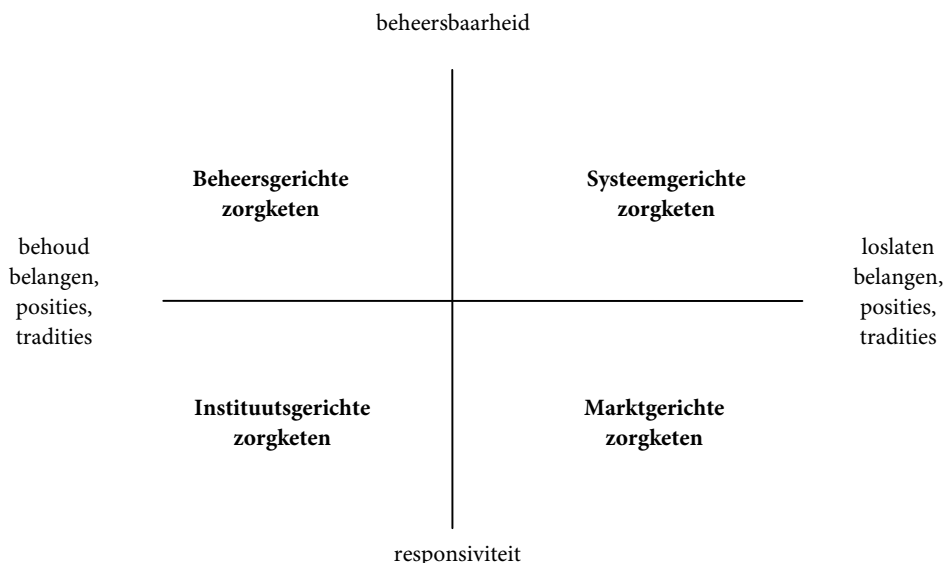 beheersbaarheid
Beheersgerichte
zorgketen
Systeemgerichte
zorgketen
behoud
belangen,
posities,
tradities
loslaten
belangen,
posities,
tradities
Instituutsgerichte
zorgketen
Marktgerichte
zorgketen
responsiviteit